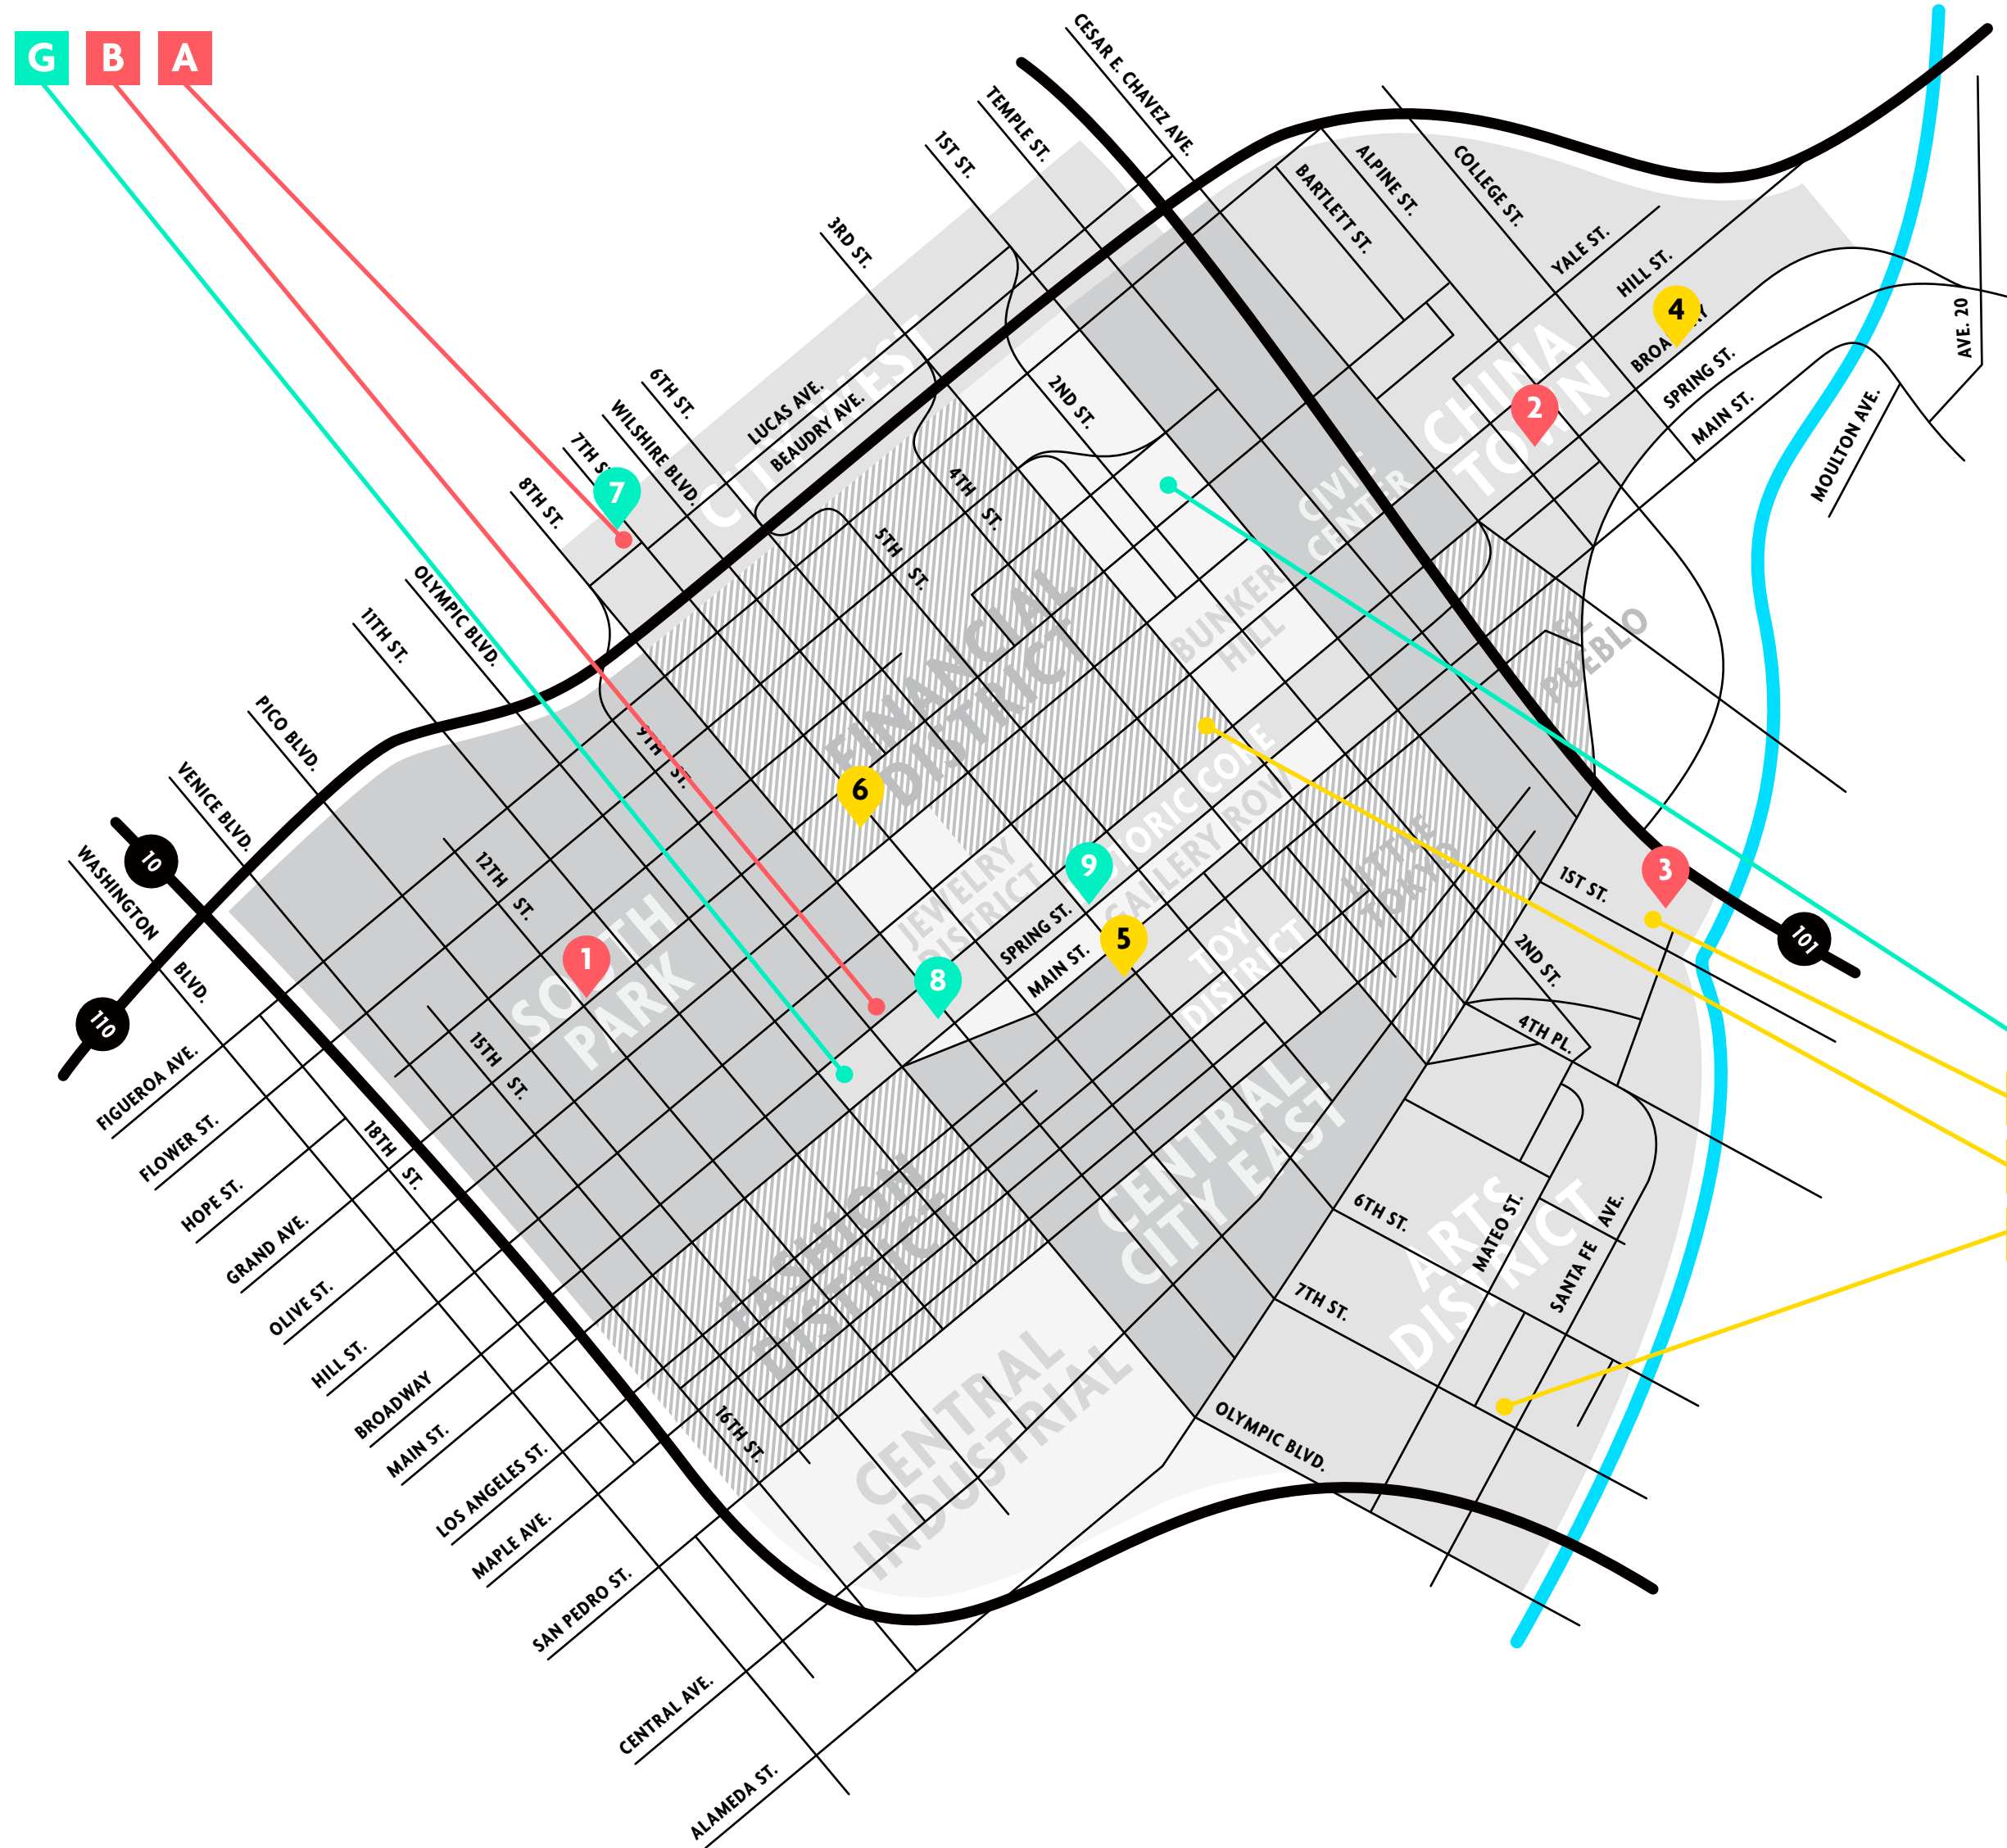 G B A
CESAR E. CHAVEZ AVE.
TEMPLE ST.
1ST ST.
3RD ST.
BARTLETT ST.
ALPINE ST.
COLLEGE ST.
YALE ST.
HILL ST.
4
SPRING ST.
MAIN ST.
AVE. 20
MOULTON AVE.
CHINA
TOWN
2
2ND ST.
LUCAS AVE.
BEAUDRY AVE.
6TH ST.
WILSHIRE BLVD.
7TH
8TH ST.
7
4TH ST.
5TH ST.
CIVIC
CENTER
BUNKER
HILL
EL
PUEBLO
OLYMPIC BLVD.
11TH ST.
PICO BLVD.
VENICE BLVD.
WASHINGTON BLVD.
10
110
9TH ST.
FINANCIAL
DISTRICT
6
GALLERY ROW
LITTLE
TOKYO
9
5
3
101
1ST ST.
2ND ST.
4TH PL.
12TH ST.
15TH ST.
SOUTH
PARK
1
JEWELRY
DISTRICT
8
SPRING ST.
MAIN ST.
TOY
DISTRICT
CENTRAL
CITY EAST
FASHION
DISTRICT
ARTS
DISTRICT
6TH ST.
7TH ST.
MATEO ST.
SANTA FE AVE.
OLYMPIC BLVD.
CENTRAL
INDUSTRIAL
16TH ST.
18TH ST.
FIGUEROA AVE.
FLOWER ST.
HOPE ST.
GRAND AVE.
OLIVE ST.
HILL ST.
BROADWAY
MAIN ST.
LOS ANGELES ST.
MAPLE AVE.
SAN PEDRO ST.
CENTRAL AVE.
ALAMEDA ST.